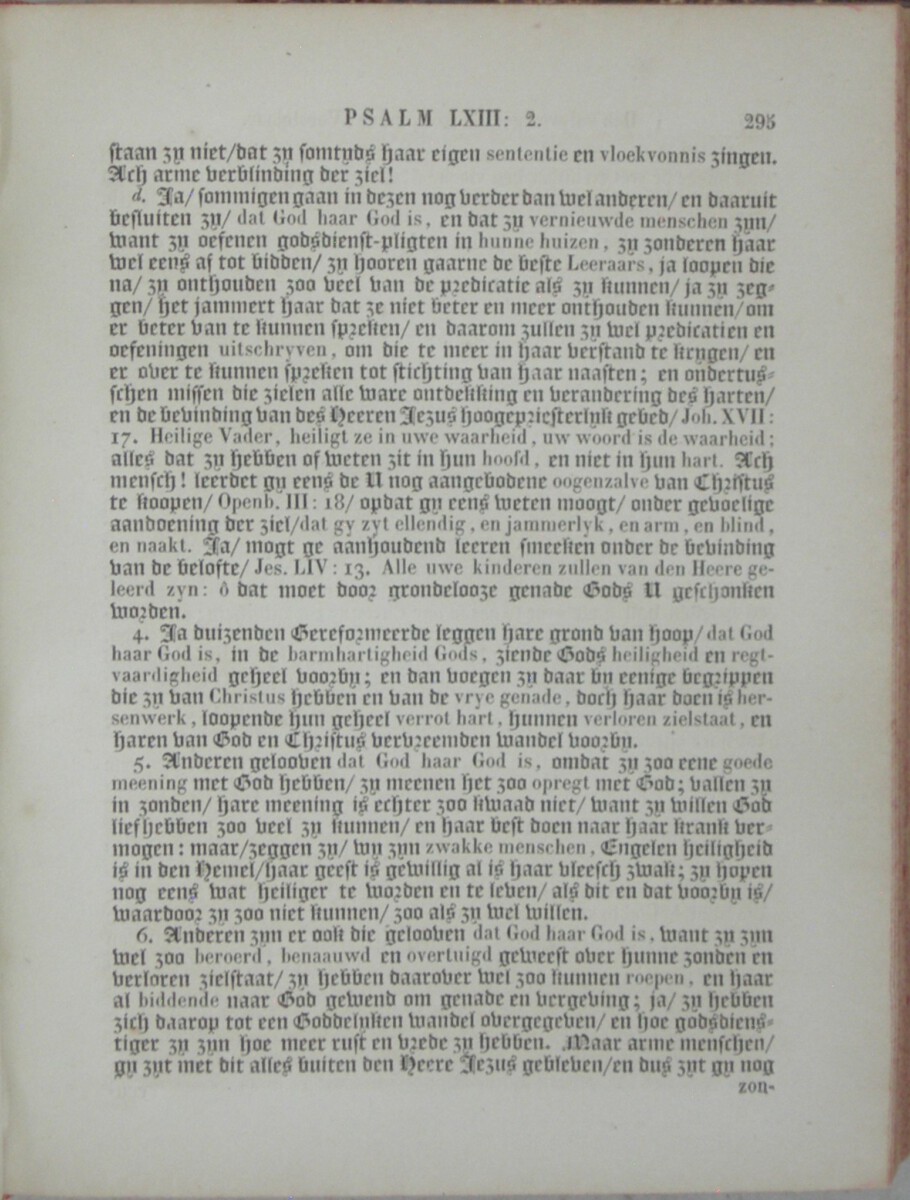 PSALM LXIII: 2. 295
staan zy niet/dat zy somtyds haar eigen sententie en vloekvonnis zingen.
Ach arme verblinding der ziel!
d. Ja/ sommigen gaan in dezen nog verder dan wel anderen/ en daaruit
besluiten zy/ dat God haar God is, en dat zy vernieuwde menschen zyn/
want zy oefenen godsdienst-pligten in hunne huizen, zy zonderen haar
wel eens af tot bidden/ zy hooren gaarne de beste Leeraars, ja loopen die
na/ zy onthouden zoo veel van de predicatie als zy kunnen/ ja zy zeg-
gen/ het jammert haar dat ze niet beter en meer onthouden kunnen/om
er beter van te kunnen spreken/ en daarom zullen zy wel predicatien en
oefeningen uitschryven, om die te meer in haar verstand te krygen/ en
er over te kunnen spreken tot stichting van haar naasten; en ondertus-
schen missen die zielen alle ware ontdekking en verandering des harten/
en de bevinding van des Heeren Jezus hoogepriesterlyk gebed/ Joh. XVII:
17. Heilige Vader, heiligt ze in uwe waarheid, uw woord is de waarheid;
alles dat zy hebben of weten zit in hun hoofd, en niet in hun hart. Ach
mensch! leerdet gy eens de U nog aangebodene oogenzalve van Christus
te koopen/ Openb. III: 18/ opdat gy eens weten moogt/ onder gevoelige
aandoening der ziel/dat gy zyt ellendig, en jammerlyk, en arm, en blind,
en naakt. Ja/ mogt ge aanhoudend leeren smeeken onder de bevinding
van de belofte/ Jes. LIV: 13. Alle uwe kinderen zullen van den Heere ge-
leerd zyn: ô dat moet door grondelooze genade Gods U geschonken
worden.
4. Ja duizenden Gereformeerde leggen hare grond van hoop/ dat God
haar God is, in de barmhartigheid Gods, ziende Gods heiligheid en regt-
vaardigheid geheel voorby; en dan voegen zy daar by eenige begrippen
die zy van Christus hebben en van de vrye genade, doch haar doen is her-
senwerk, loopende hun geheel verrot hart, hunnen verloren zielstaat, en
haren van God en Christus vervreemden wandel voorby.
5. Anderen gelooven dat God haar God is, omdat zy zoo eene goede
meening met God hebben/ zy meenen het zoo opregt met God; vallen zy
in zonden/ hare meening is echter zoo kwaad niet/ want zy willen God
liefhebben zoo veel zy kunnen/ en haar best doen naar haar krank ver-
mogen: maar/zeggen zy/ wy zyn zwakke menschen, Engelen heiligheid
is in den Hemel/haar geest is gewillig al is haar vleesch zwak; zy hopen
nog eens wat heiliger te worden en te leven/ als dit en dat voorby is/
waardoor zy zoo niet kunnen/ zoo als zy wel willen.
6. Anderen zyn er ook die gelooven dat God haar God is, want zy zyn
wel zoo beroerd, benaauwd en overtuigd geweest over hunne zonden en
verloren zielstaat/ zy hebben daarover wel zoo kunnen roepen, en haar
al biddende naar God gewend om genade en vergeving; ja/ zy hebben
zich daarop tot een Goddelyken wandel overgegeven/ en hoe godsdiens-
tiger zy zyn hoe meer rust en vrede zy hebben. Maar arme menschen/
gy zyt met dit alles buiten den Heere Jezus gebleven/en dus zyt gy nog
zon-